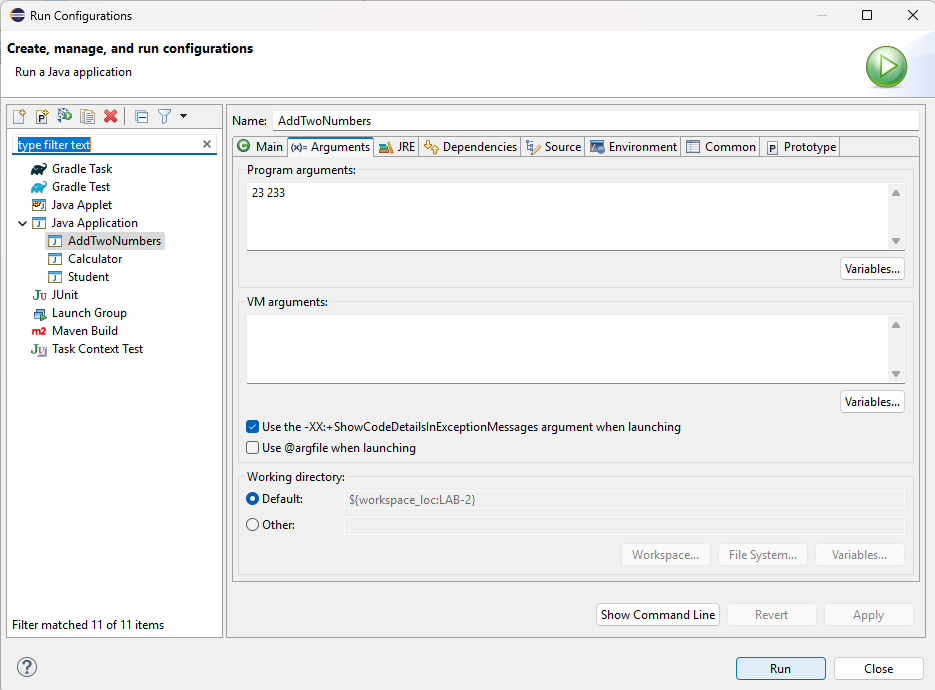 Run Configurations
Create, manage, and run configurations
Run a Java application
type filter text
Gradle Task
Gradle Test
Java Applet
Java Application
AddTwoNumbers
Calculator
Student
JUnit
Launch Group
Maven Build
Task Context Test
Filter matched 11 of 11 items
Name: AddTwoNumbers
Main (x)= Arguments JRE Dependencies Source Environment Common Prototype
Program arguments:
23 233
Variables...
VM arguments:
Variables...
Use the -XX:+ShowCodeDetailsInExceptionMessages argument when launching
Use @argfile when launching
Working directory:
Default: ${workspace_loc:LAB-2}
Other:
Workspace... File System... Variables...
Show Command Line Revert Apply
Run Close